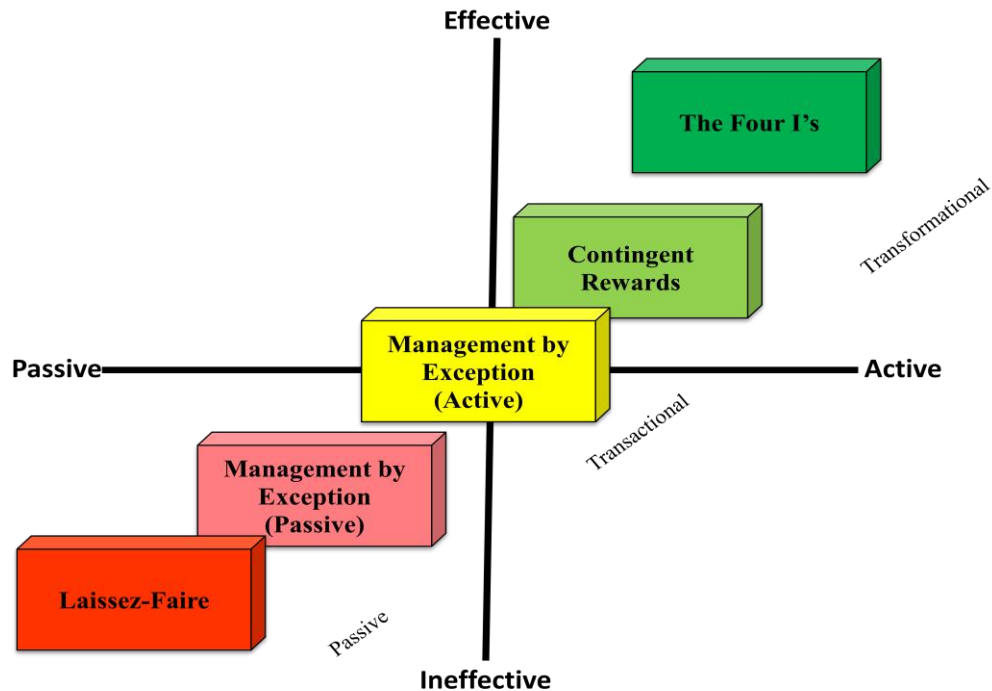 Effective
The Four I's
Transformational
Contingent
Rewards
Management by
Exception
(Active)
Passive
Active
Transactional
Management by
Exception
(Passive)
Laissez-Faire
Passive
Ineffective